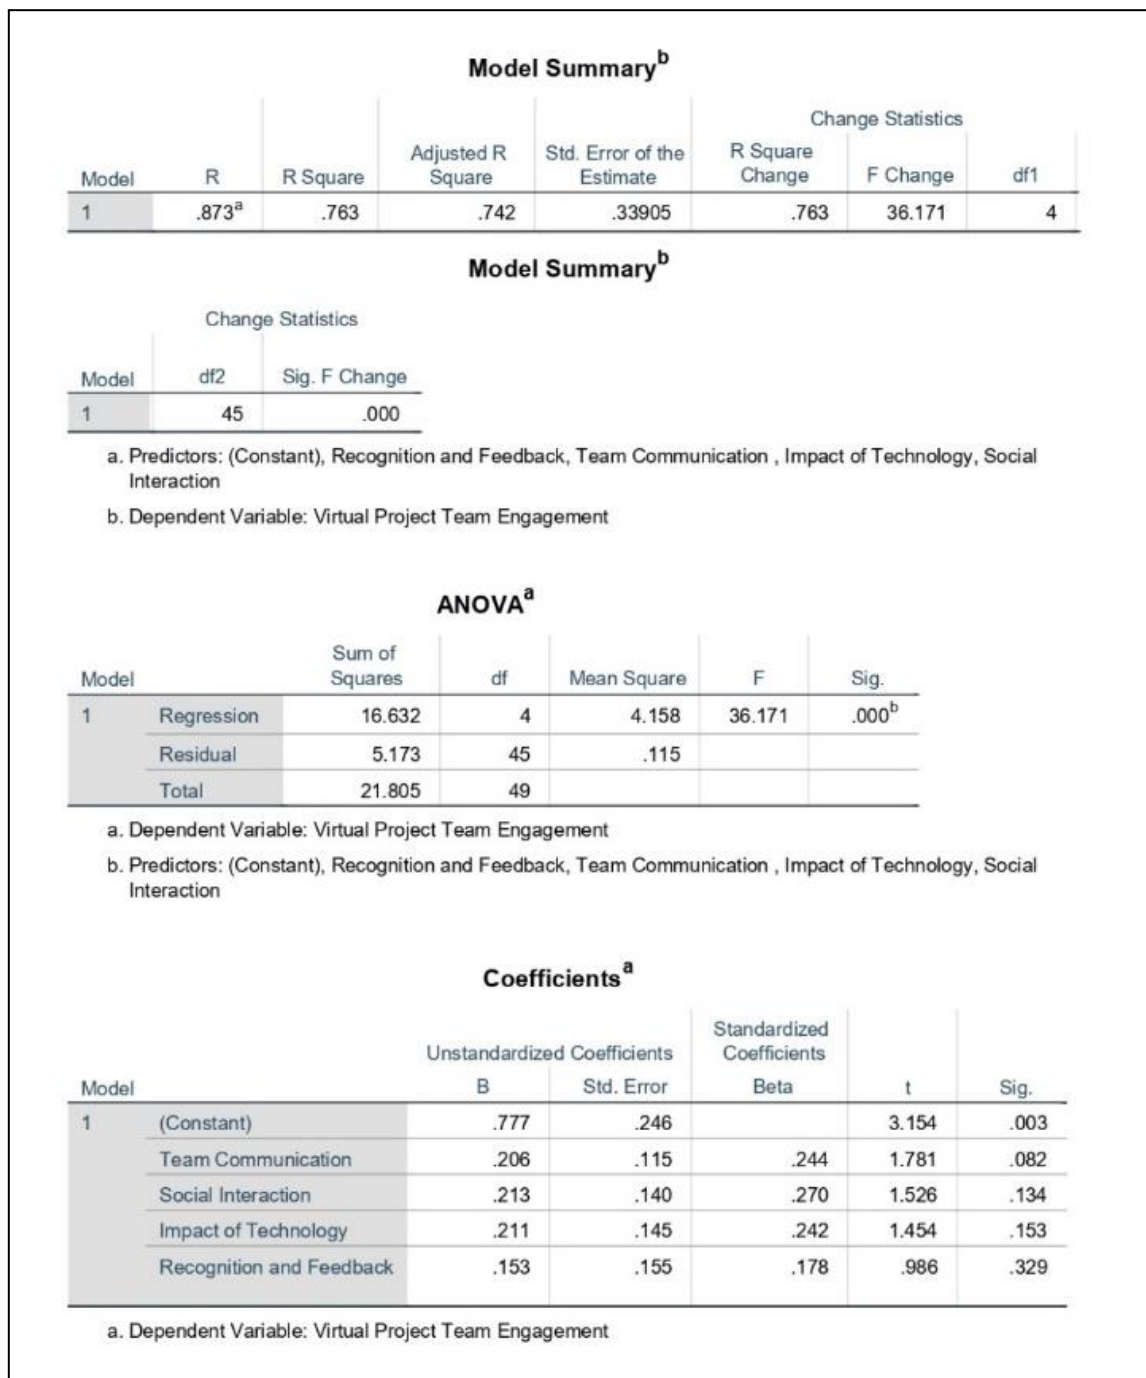 Model Summaryb
Change Statistics
Model R R Square Adjusted R Square Std. Error of the Estimate R Square Change F Change df1
1 .873a .763 .742 .33905 .763 36.171 4
Model Summaryb
Change Statistics
Model df2 Sig. F Change
1 45 .000
a. Predictors: (Constant), Recognition and Feedback, Team Communication , Impact of Technology, Social
Interaction
b. Dependent Variable: Virtual Project Team Engagement
ANOVAa
Model Sum of Squares df Mean Square F Sig.
1 Regression 16.632 4 4.158 36.171 .000b
Residual 5.173 45 .115
Total 21.805 49
a. Dependent Variable: Virtual Project Team Engagement
b. Predictors: (Constant), Recognition and Feedback, Team Communication , Impact of Technology, Social
Interaction
Coefficientsa
Unstandardized Coefficients Standardized Coefficients
Model B Std. Error Beta t Sig.
1 (Constant) .777 .246 3.154 .003
Team Communication .206 .115 .244 1.781 .082
Social Interaction .213 .140 .270 1.526 .134
Impact of Technology .211 .145 .242 1.454 .153
Recognition and Feedback .153 .155 .178 .986 .329
a. Dependent Variable: Virtual Project Team Engagement